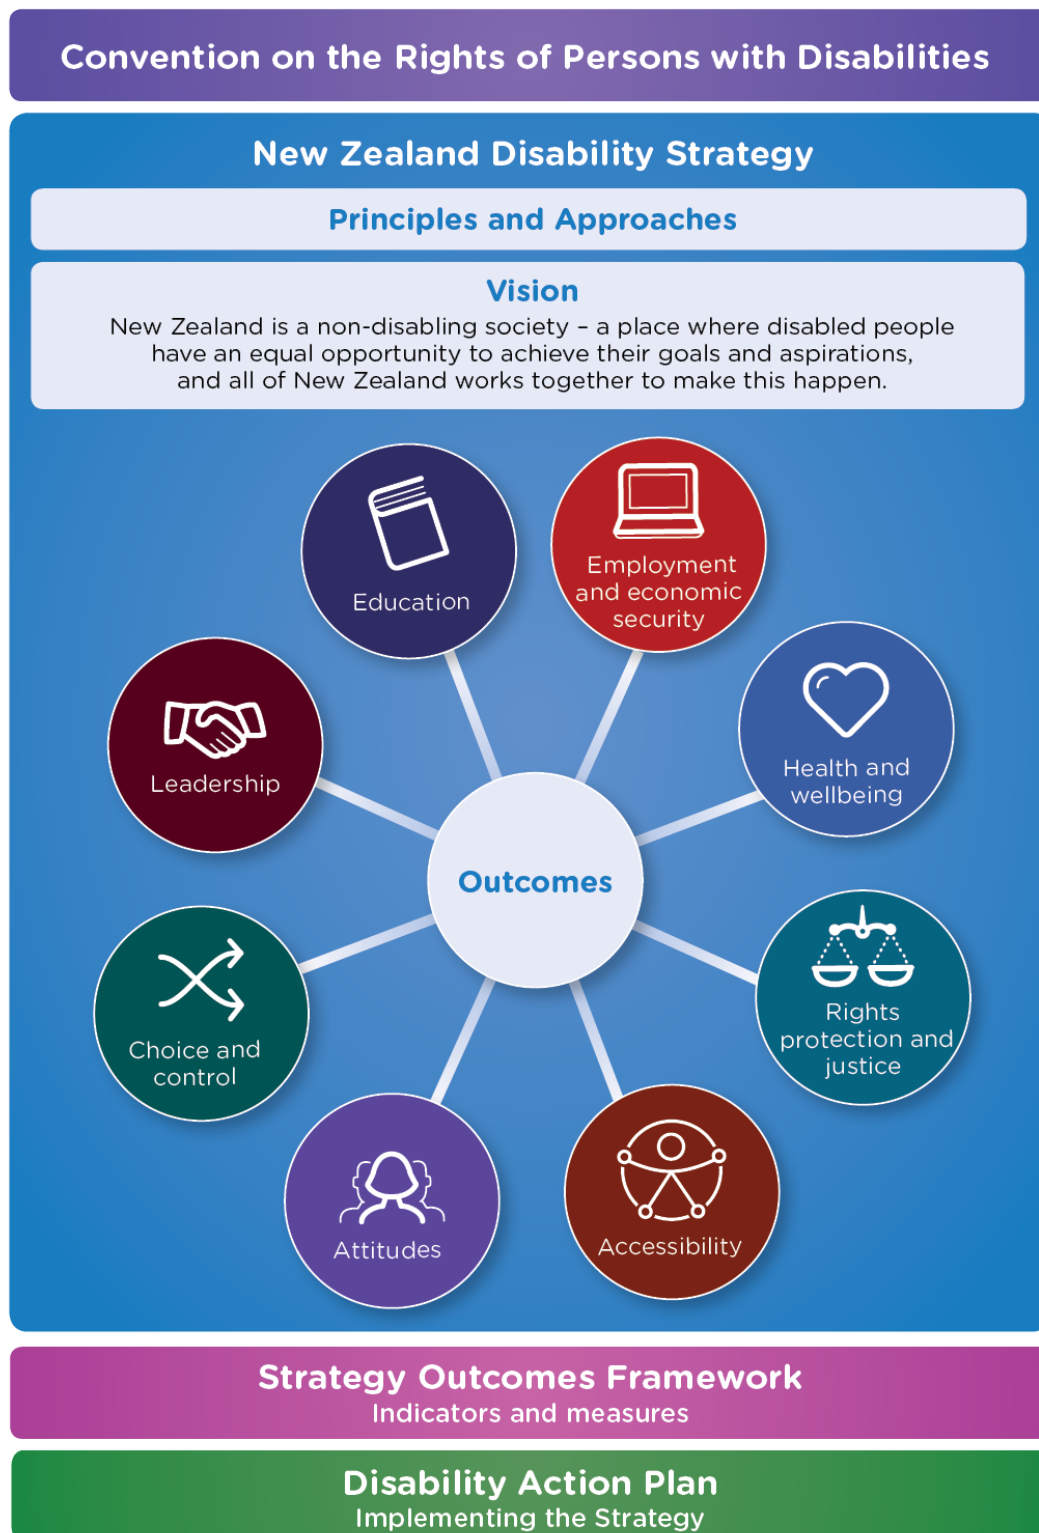 Convention on the Rights of Persons with Disabilities
New Zealand Disability Strategy
Principles and Approaches
Vision
New Zealand is a non-disabling society – a place where disabled people
have an equal opportunity to achieve their goals and aspirations,
and all of New Zealand works together to make this happen.
Education
Employment
and economic
security
Health and
wellbeing
Rights
protection and
justice
Accessibility
Attitudes
Choice and
control
Leadership
Outcomes
Strategy Outcomes Framework
Indicators and measures
Disability Action Plan
Implementing the Strategy